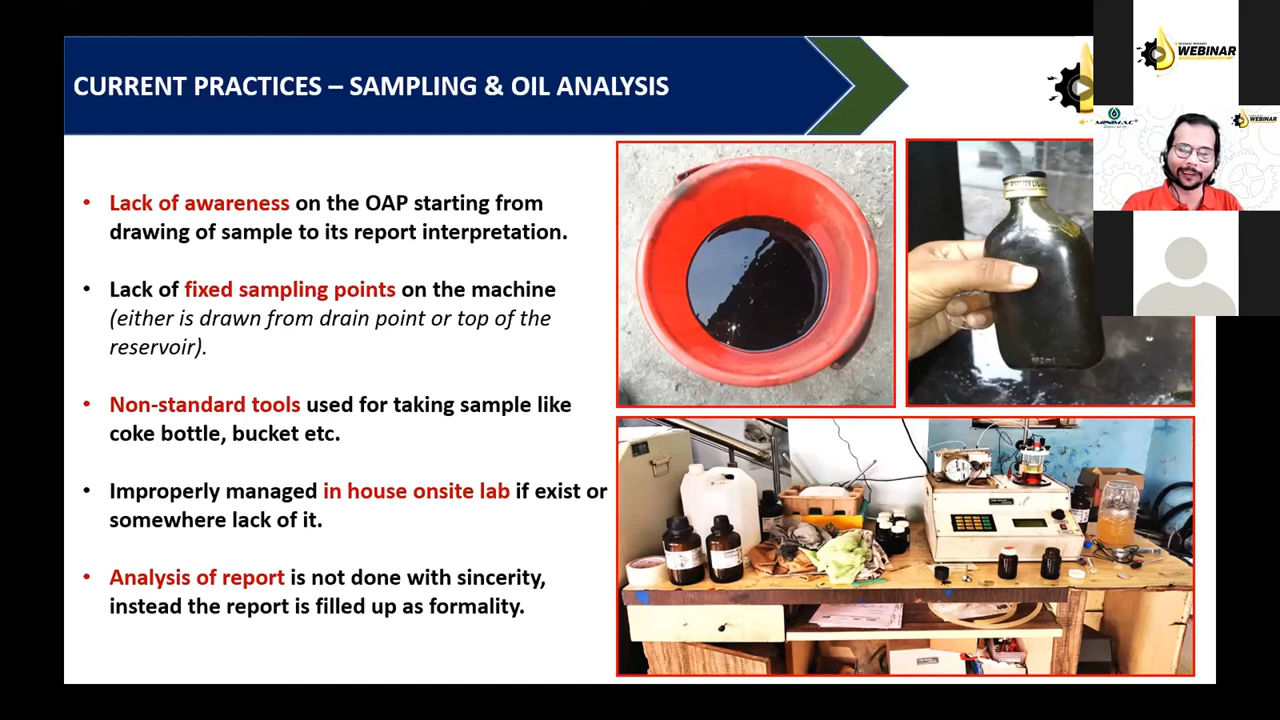 CURRENT PRACTICES – SAMPLING & OIL ANALYSIS
WEBINAR
MINIMAC
WEBINAR
• Lack of awareness on the OAP starting from
drawing of sample to its report interpretation.
• Lack of fixed sampling points on the machine
(either is drawn from drain point or top of the
reservoir).
• Non-standard tools used for taking sample like
coke bottle, bucket etc.
• Improperly managed in house onsite lab if exist or
somewhere lack of it.
• Analysis of report is not done with sincerity,
instead the report is filled up as formality.